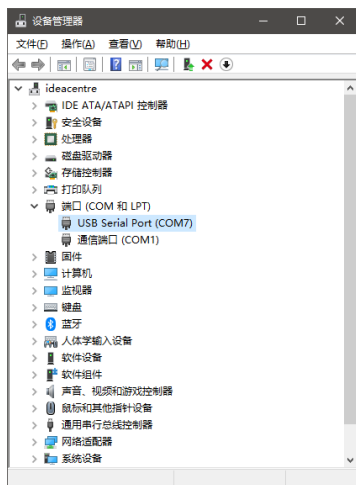 设备管理器
文件(F) 操作(A) 查看(V) 帮助(H)
ideacentre
IDE ATA/ATAPI 控制器
安全设备
处理器
磁盘驱动器
存储控制器
打印队列
端口 (COM 和 LPT)
USB Serial Port (COM7)
通信端口 (COM1)
固件
计算机
监视器
键盘
蓝牙
人体学输入设备
软件设备
软件组件
声音、视频和游戏控制器
鼠标和其他指针设备
通用串行总线控制器
网络适配器
系统设备